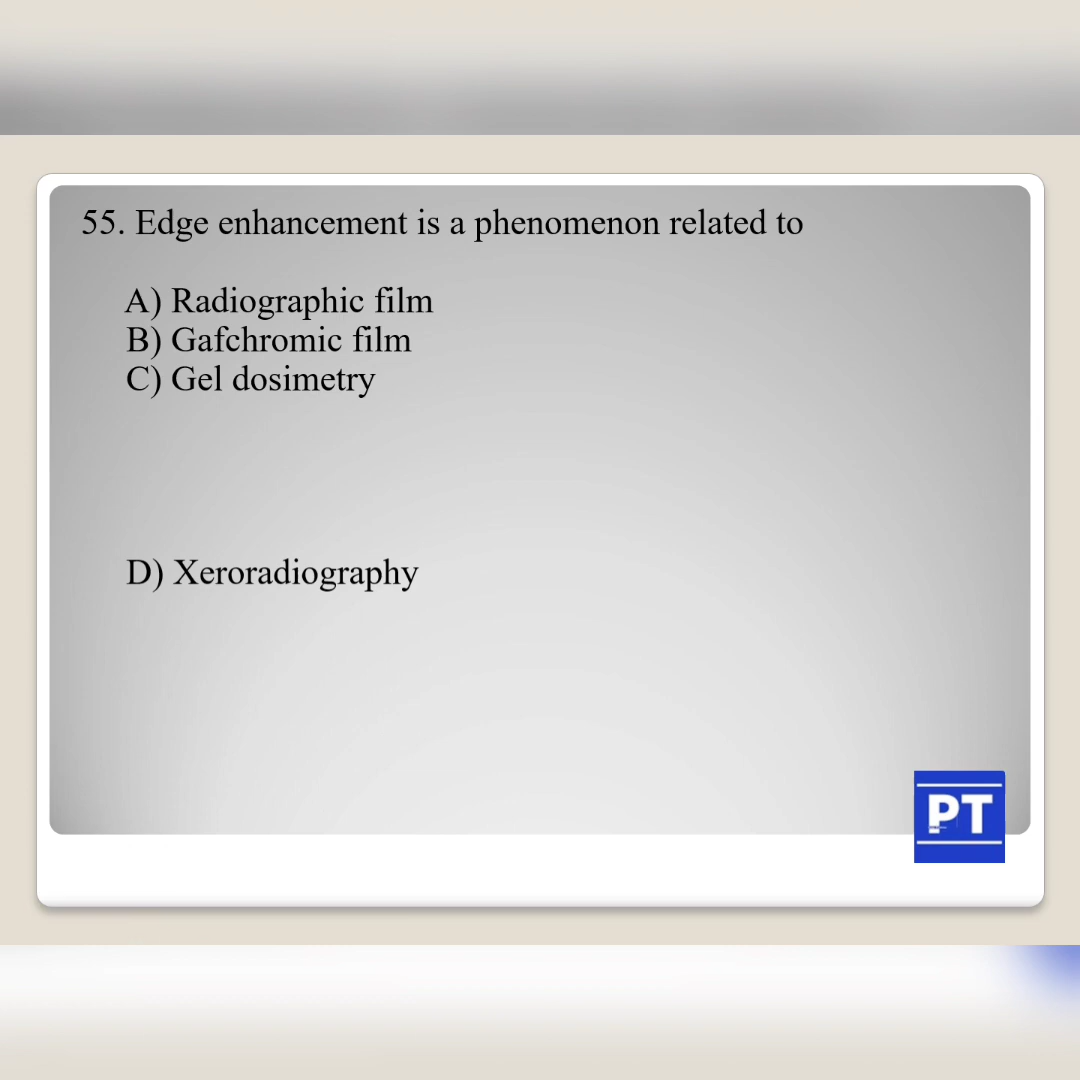 55. Edge enhancement is a phenomenon related to
A) Radiographic film
B) Gafchromic film
C) Gel dosimetry
D) Xeroradiography
PT